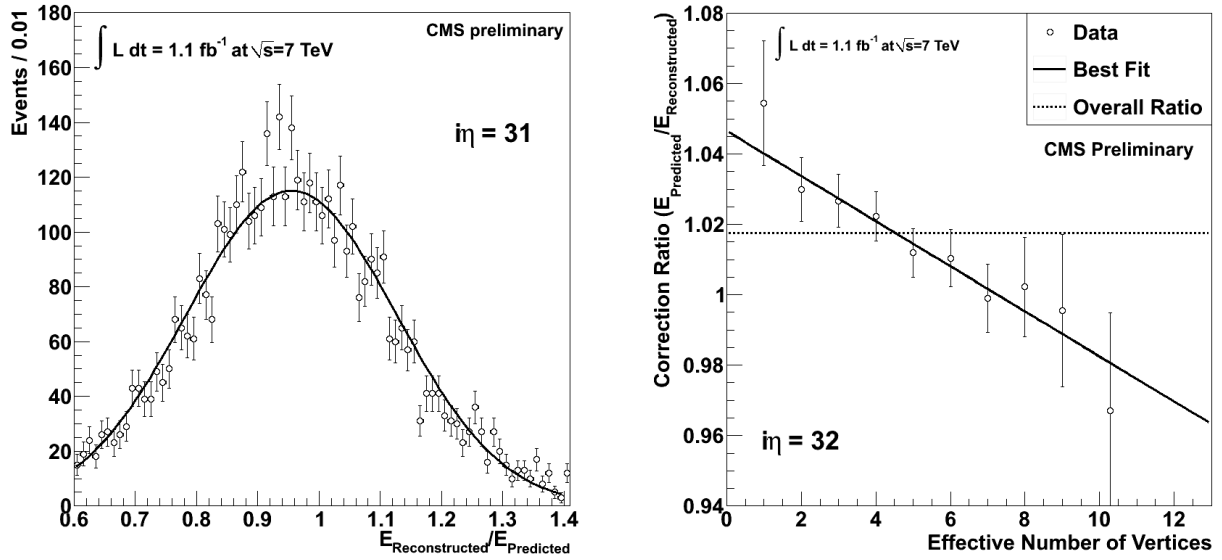 Events / 0.01
180
160
140
120
100
80
60
40
20
0
∫ L dt = 1.1 fb⁻¹ at √s=7 TeV
CMS preliminary
iη = 31
0.6 0.7 0.8 0.9 1 1.1 1.2 1.3 1.4
E_Reconstructed/E_Predicted
Correction Ratio (E_Predicted/E_Reconstructed)
1.08
1.06
1.04
1.02
1
0.98
0.96
0.94
∫ L dt = 1.1 fb⁻¹ at √s=7 TeV
Data
Best Fit
Overall Ratio
CMS Preliminary
iη = 32
0 2 4 6 8 10 12
Effective Number of Vertices